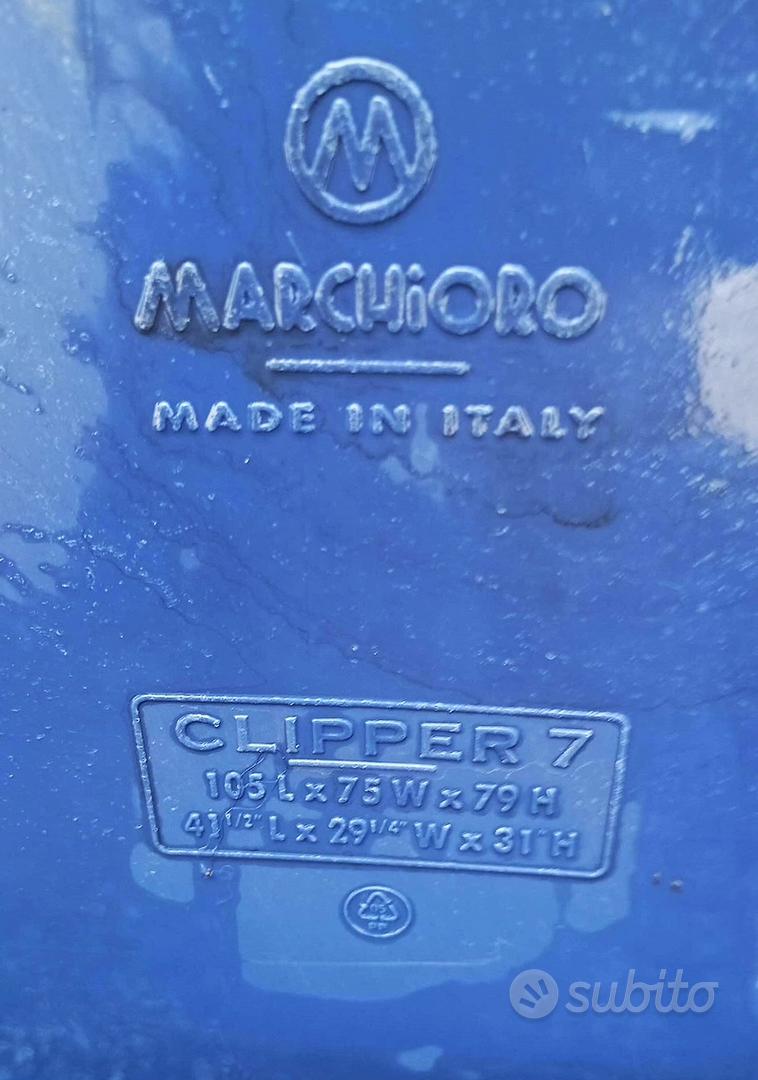 M
MARCHiORO
MADE IN ITALY
CLIPPER 7
105 L x 75 W x 79 H
41 1/2" L x 29 1/4" W x 31" H
05
PP
subito